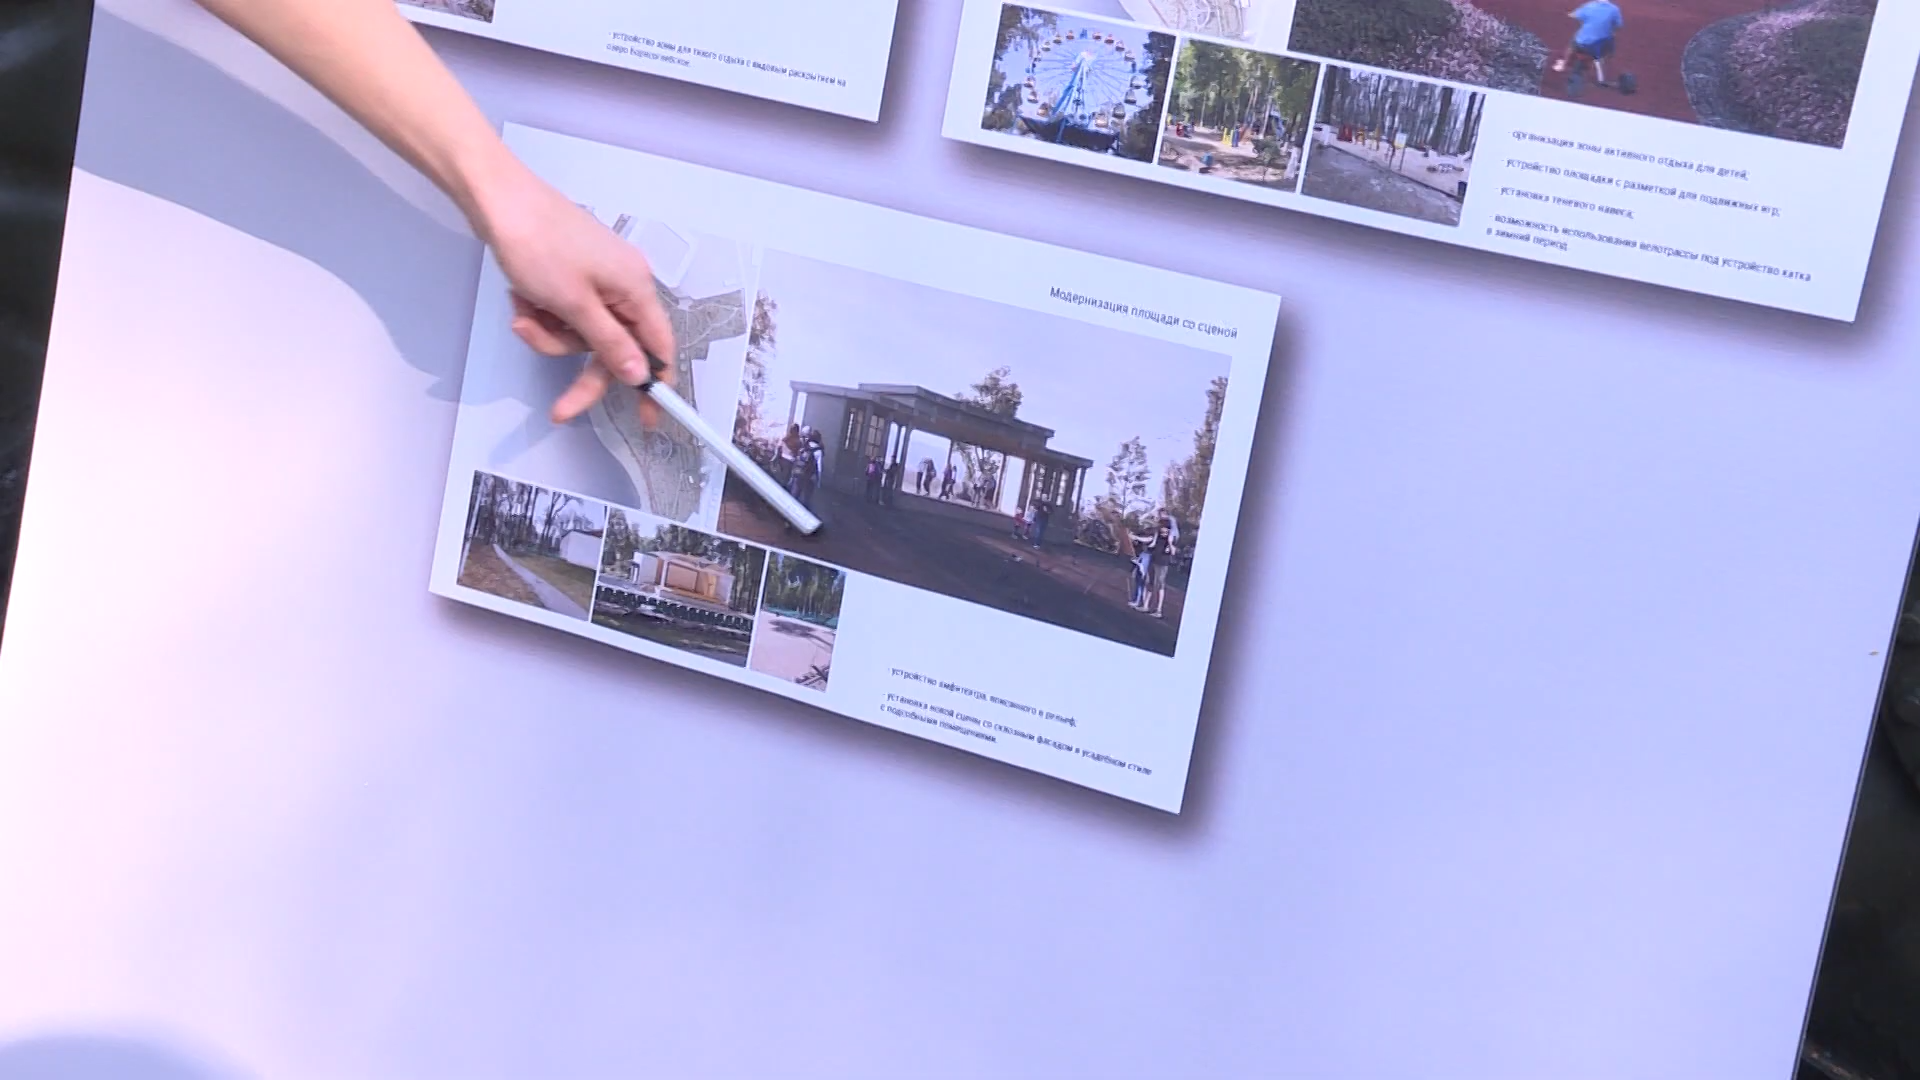 - устройство зоны для тихого отдыха с видовым раскрытием на
озеро Борисоглебское.
- организация зоны активного отдыха для детей;
- устройство площадки с разметкой для подвижных игр;
- установка теневого навеса;
- возможность использования велотрассы под устройство катка
в зимний период.
Модернизация площади со сценой
- устройство амфитеатра, вписанного в рельеф;
- установка новой сцены со сквозным фасадом в усадебном стиле
с подсобными помещениями.